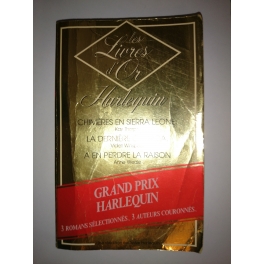 les
Livres
d'Or
Harlequin
CHIMÈRES EN SIERRA LEONE
LA DERNIÈRE
A EN PERDRE LA RAISON
Anne
GRAND PRIX
HARLEQUIN
3 ROMANS SÉLECTIONNÉS. 3 AUTEURS COURONNÉS.